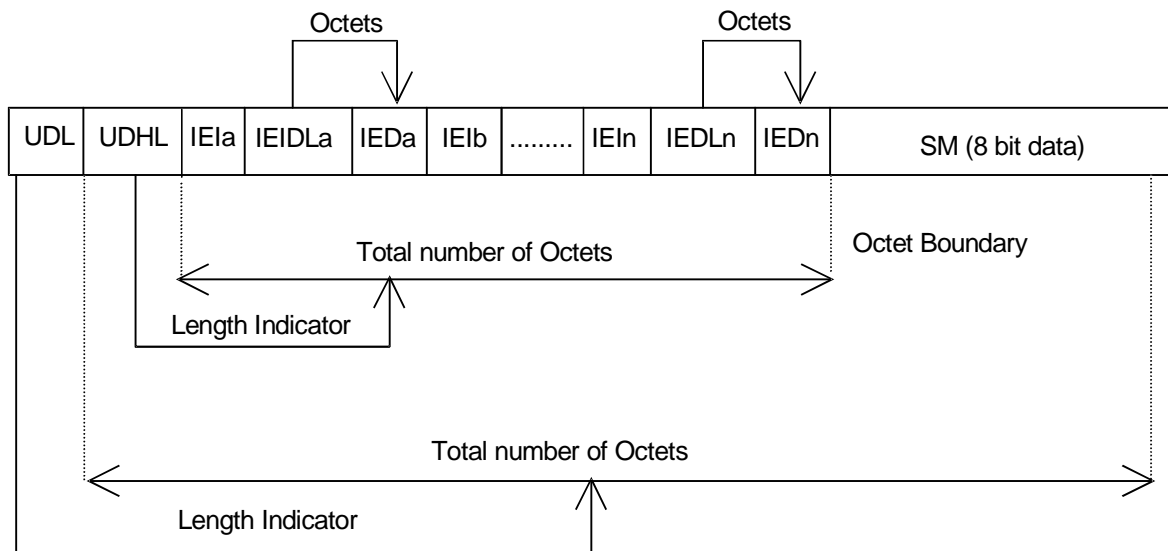 Octets Octets
UDL UDHL IEIa IEIDLa IEDa IEIb ......... IEIn IEDLn IEDn SM (8 bit data)
Total number of Octets Octet Boundary
Length Indicator
Total number of Octets
Length Indicator